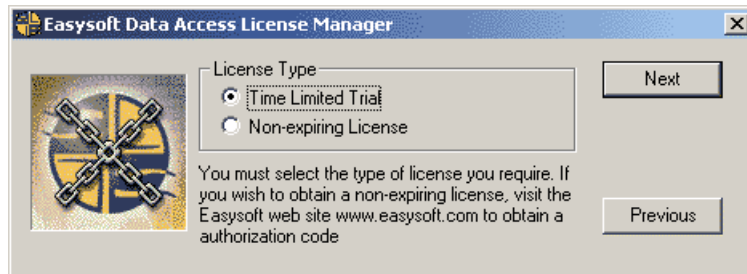 Easysoft Data Access License Manager
License Type
Time Limited Trial
Non-expiring License
Next
You must select the type of license you require. If
you wish to obtain a non-expiring license, visit the
Easysoft web site www.easysoft.com to obtain a
authorization code
Previous